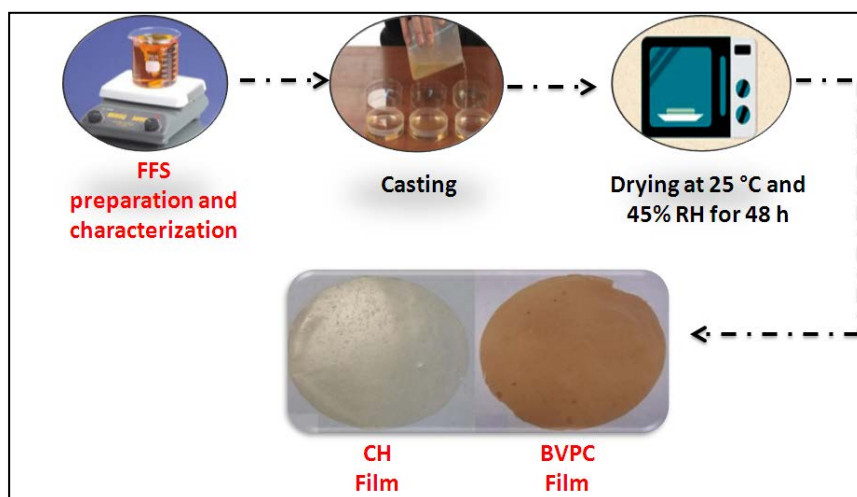 FFS
preparation and
characterization
Casting
Drying at 25 °C and
45% RH for 48 h
CH
Film
BVPC
Film